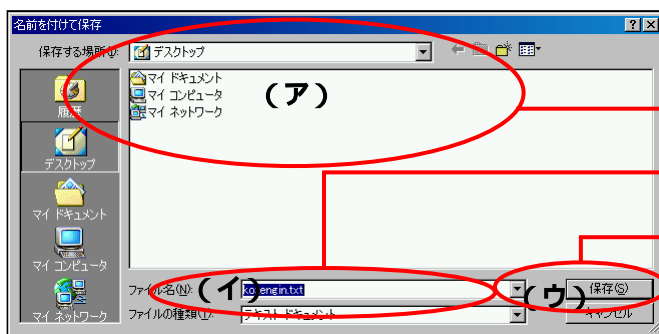 名前を付けて保存
保存する場所(I):
デスクトップ
履歴
デスクトップ
マイ ドキュメント
マイ コンピュータ
マイ ネットワーク
マイ ドキュメント
マイ コンピュータ
マイ ネットワーク
(ア)
ファイル名(N):
(イ)
engin.txt
(ウ)
保存(S)
ファイルの種類(T):
テキスト ドキュメント
キャンセル